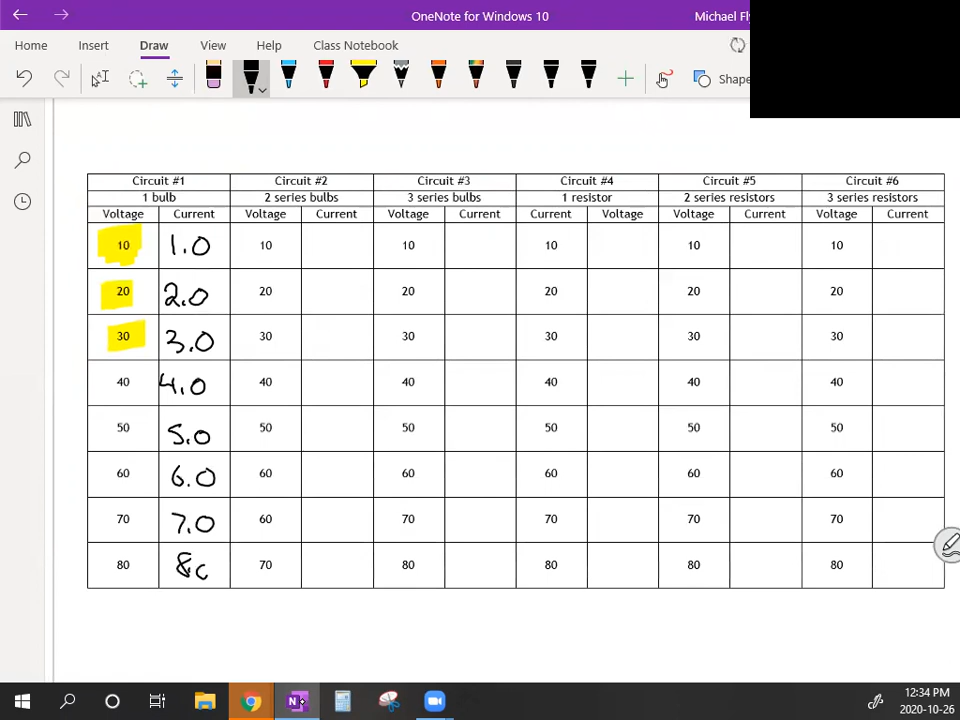 OneNote for Windows 10
Michael Fly
Home Insert Draw View Help Class Notebook
Shape
Circuit #1 Circuit #2 Circuit #3 Circuit #4 Circuit #5 Circuit #6
1 bulb 2 series bulbs 3 series bulbs 1 resistor 2 series resistors 3 series resistors
Voltage Current Voltage Current Voltage Current Current Voltage Voltage Current Voltage Current
10 1.0 10 10 10 10 10
20 2.0 20 20 20 20 20
30 3.0 30 30 30 30 30
40 4.0 40 40 40 40 40
50 5.0 50 50 50 50 50
60 6.0 60 60 60 60 60
70 7.0 60 70 70 70 70
80 8.0 70 80 80 80 80
12:34 PM
2020-10-26